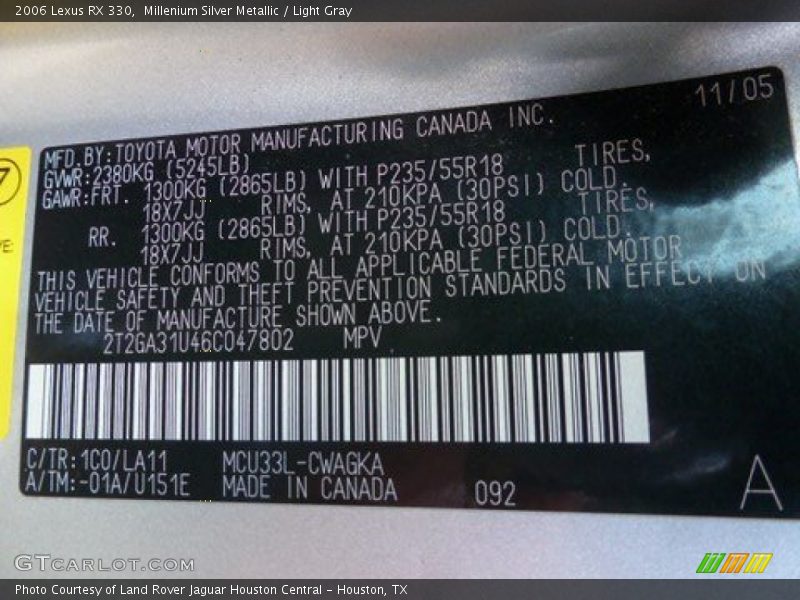 2006 Lexus RX 330,  Millenium Silver Metallic / Light Gray
11/05
MFD.BY:TOYOTA MOTOR MANUFACTURING CANADA INC.
GVWR:2380KG (5245LB)
GAWR:FRT. 1300KG (2865LB) WITH P235/55R18 TIRES,
18X7JJ RIMS, AT 210KPA (30PSI) COLD.
RR. 1300KG (2865LB) WITH P235/55R18 TIRES,
18X7JJ RIMS, AT 210KPA (30PSI) COLD.
THIS VEHICLE CONFORMS TO ALL APPLICABLE FEDERAL MOTOR
VEHICLE SAFETY AND THEFT PREVENTION STANDARDS IN EFFECT ON
THE DATE OF MANUFACTURE SHOWN ABOVE.
2T2GA31U46C047802 MPV
C/TR:1C0/LA11 MCU33L-CWAGKA
A/TM:-01A/U151E MADE IN CANADA 092
A
7
VE:
GTCARLOT.COM
Photo Courtesy of Land Rover Jaguar Houston Central - Houston, TX